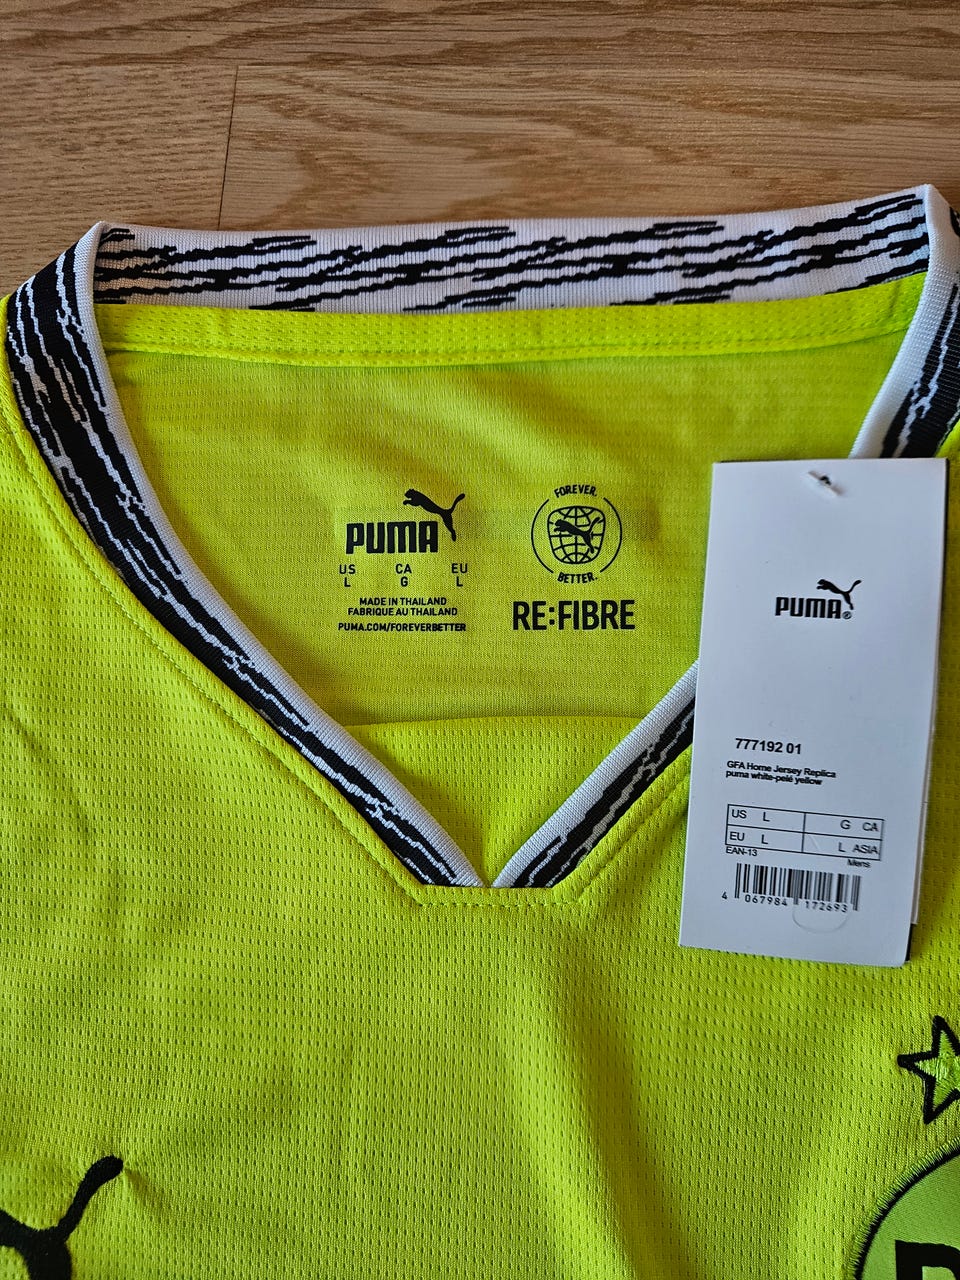 PUMA
US CA EU
L G L
MADE IN THAILAND
FABRIQUE AU THAILAND
PUMA.COM/FOREVERBETTER
FOREVER.
BETTER.
RE:FIBRE
PUMA®
777192 01
GFA Home Jersey Replica
puma white-pelé yellow
US L G CA
EU L L ASIA
EAN-13 Mens
4 067984 172693
B